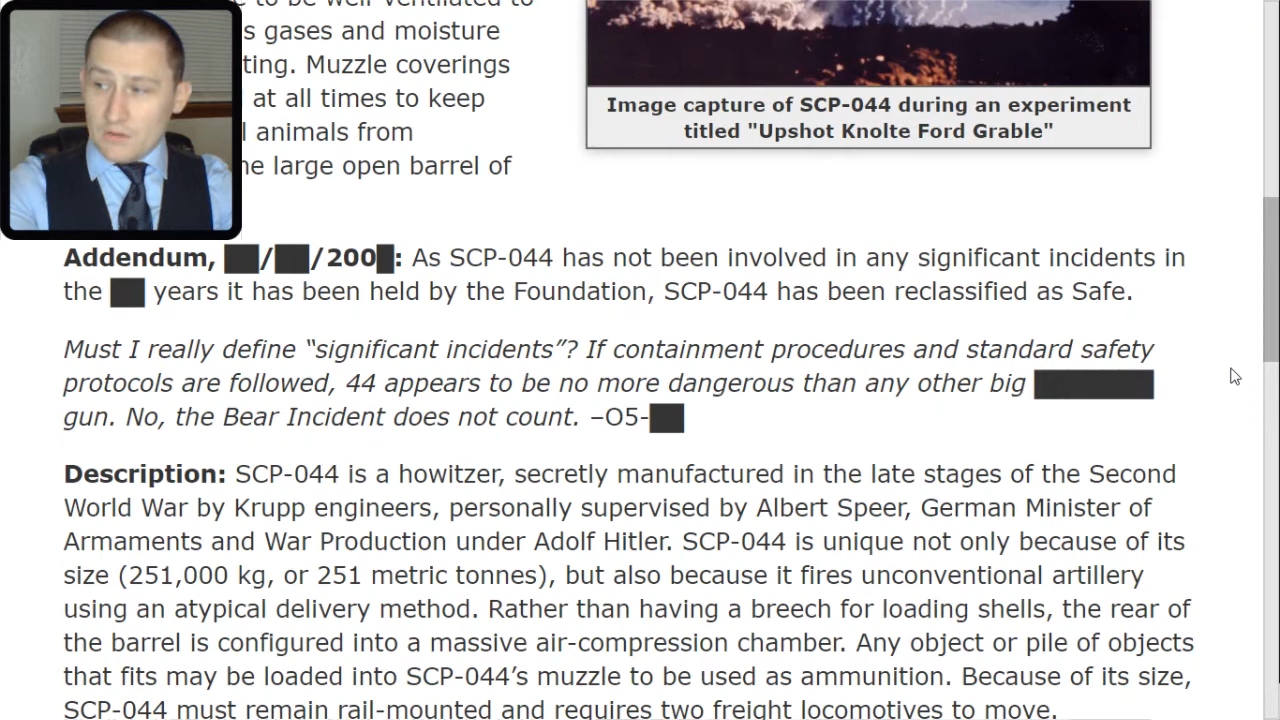 e to be well ventilated to
s gases and moisture
ting. Muzzle coverings
at all times to keep
l animals from
he large open barrel of
Image capture of SCP-044 during an experiment
titled "Upshot Knolte Ford Grable"
Addendum, ██/██/200█: As SCP-044 has not been involved in any significant incidents in
the ██ years it has been held by the Foundation, SCP-044 has been reclassified as Safe.
Must I really define “significant incidents”? If containment procedures and standard safety
protocols are followed, 44 appears to be no more dangerous than any other big ███████
gun. No, the Bear Incident does not count. –O5-██
Description: SCP-044 is a howitzer, secretly manufactured in the late stages of the Second
World War by Krupp engineers, personally supervised by Albert Speer, German Minister of
Armaments and War Production under Adolf Hitler. SCP-044 is unique not only because of its
size (251,000 kg, or 251 metric tonnes), but also because it fires unconventional artillery
using an atypical delivery method. Rather than having a breech for loading shells, the rear of
the barrel is configured into a massive air-compression chamber. Any object or pile of objects
that fits may be loaded into SCP-044’s muzzle to be used as ammunition. Because of its size,
SCP-044 must remain rail-mounted and requires two freight locomotives to move.